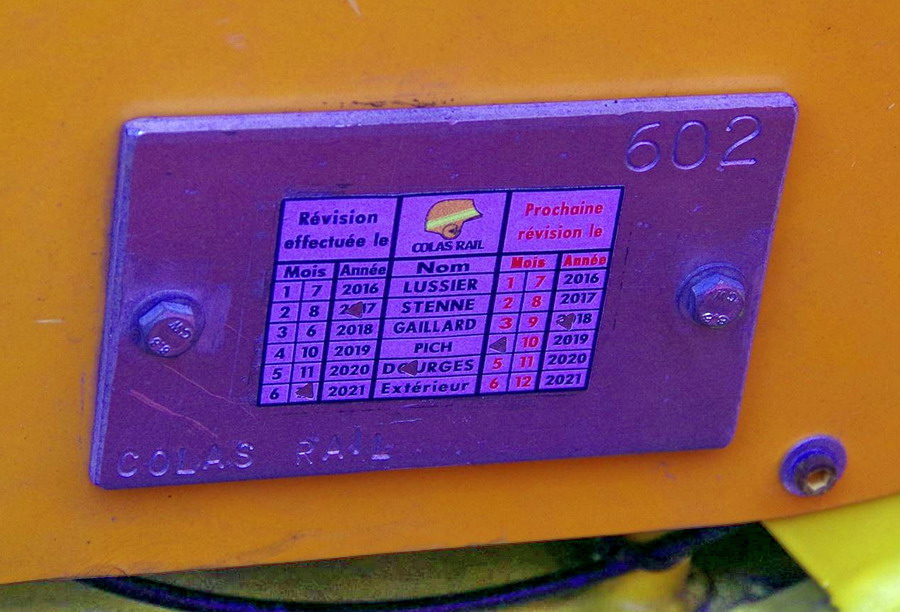 602
Révision effectuée le
COLAS RAIL
Prochaine révision le
Mois Année Nom Mois Année
1 7 2016 LUSSIER 1 7 2016
2 8 STENNE 2 8 2017
3 6 2018 GAILLARD 3 9
4 10 2019 PICH 10 2019
5 11 2020 5 11 2020
6 2021 Extérieur 6 12 2021
COLAS RAIL